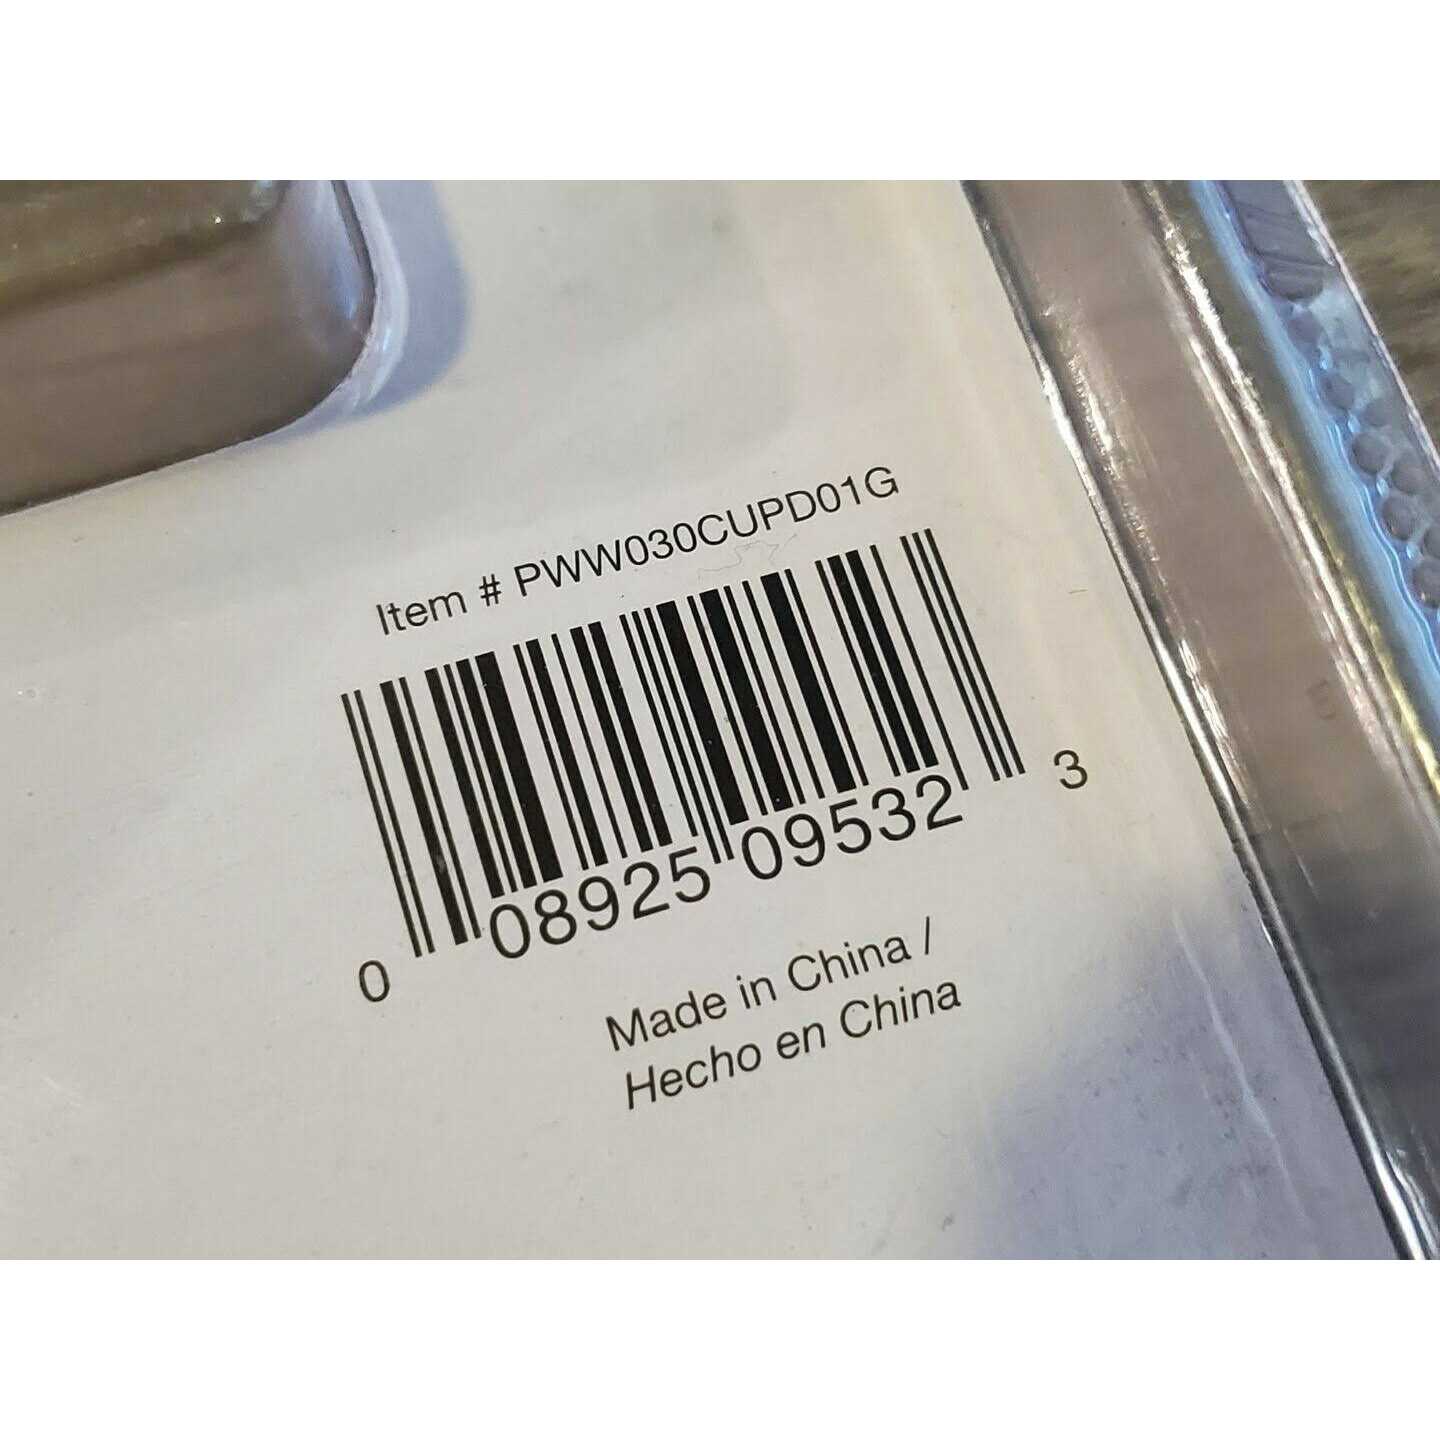 Item # PWW030CUPD01G
0 08925 09532 3
Made in China /
Hecho en China